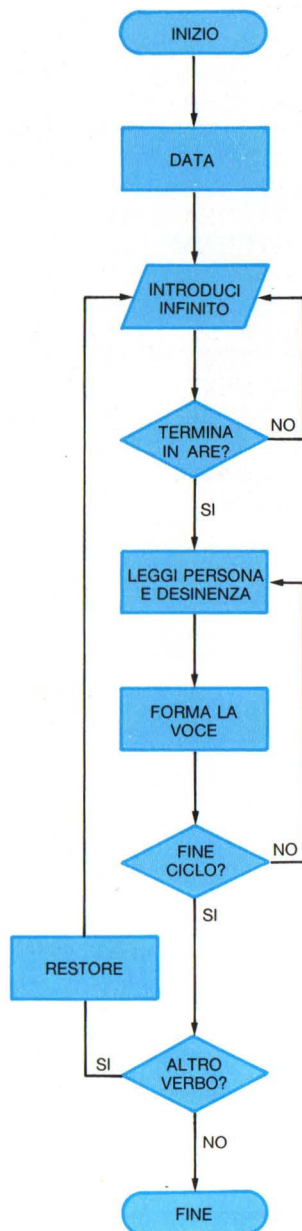 INIZIO
DATA
INTRODUCI
INFINITO
TERMINA
IN ARE?
NO
SI
LEGGI PERSONA
E DESINENZA
FORMA LA
VOCE
FINE
CICLO?
NO
SI
RESTORE
ALTRO
VERBO?
SI
NO
FINE